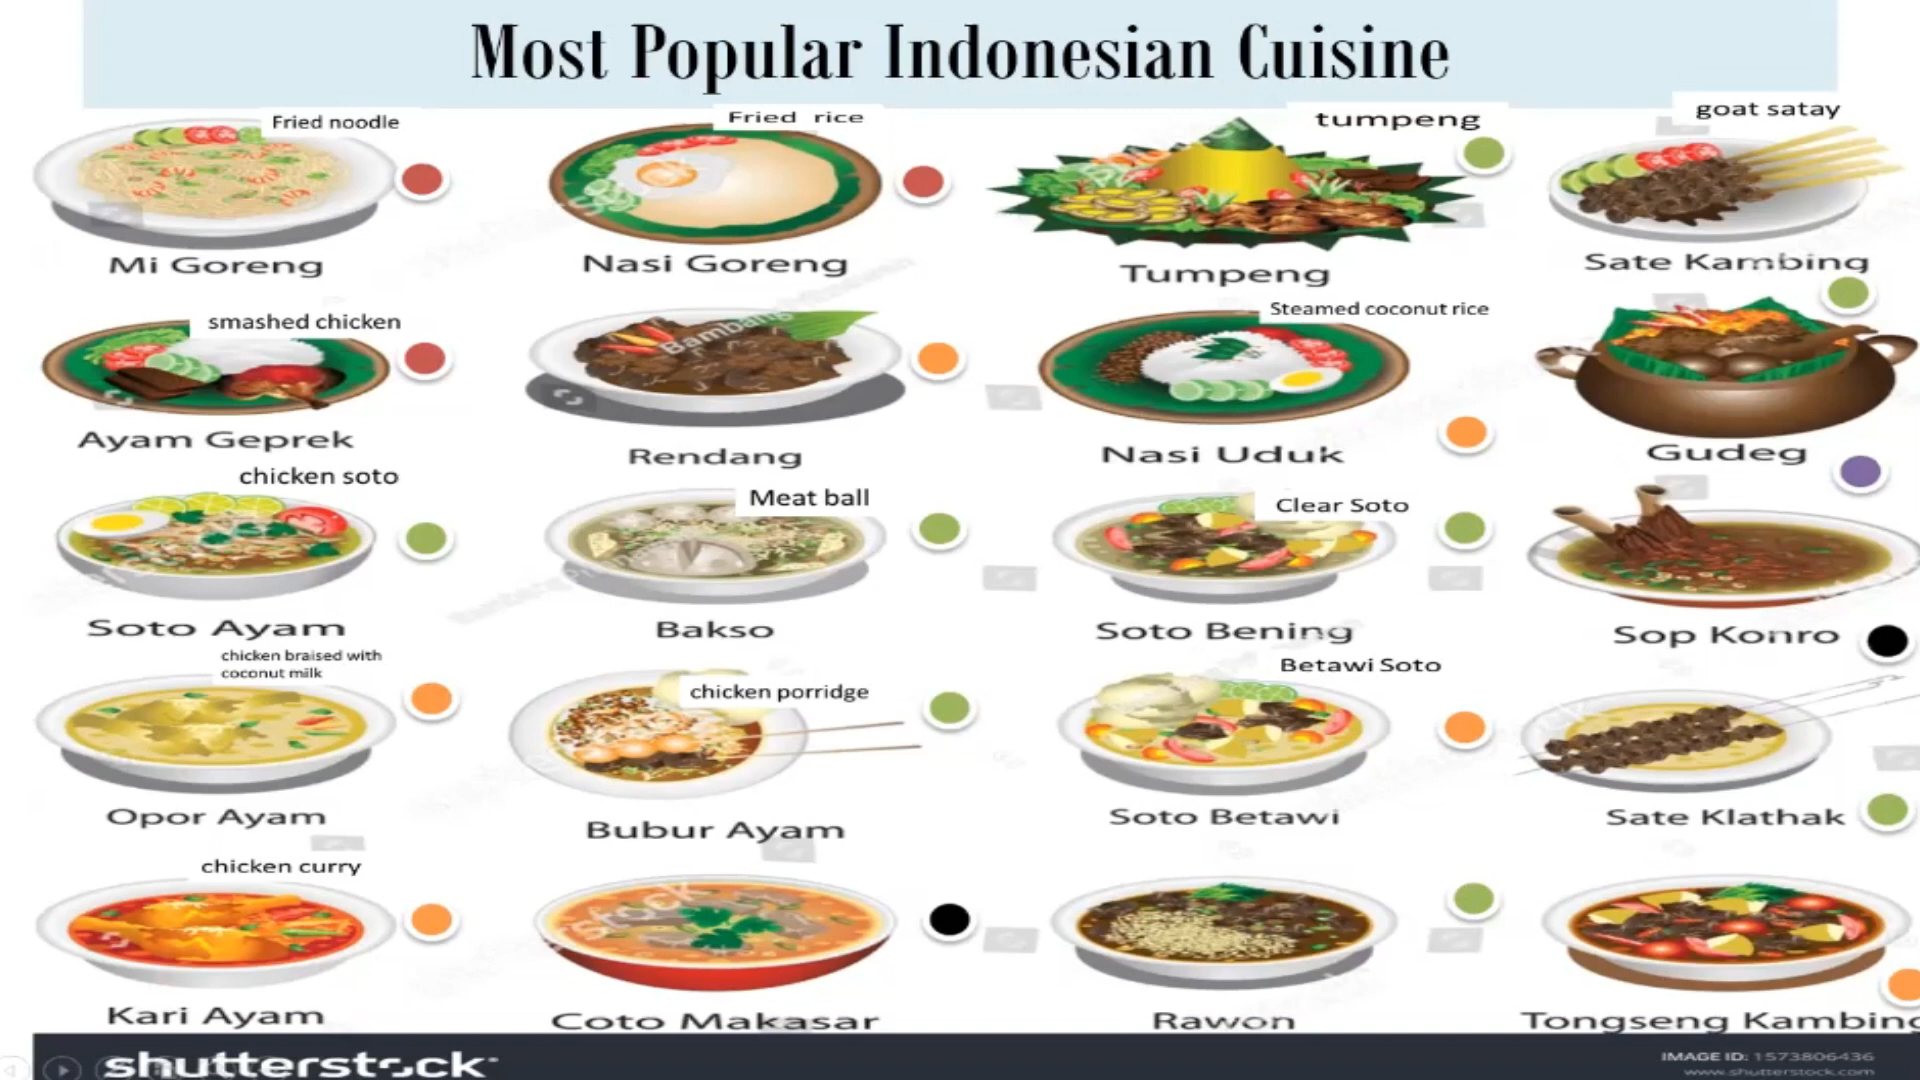 Most Popular Indonesian Cuisine
Fried noodle
Fried rice
tumpeng
goat satay
Mi Goreng
Nasi Goreng
Tumpeng
Sate Kambing
smashed chicken
Steamed coconut rice
Bambang
Ayam Geprek
Rendang
Nasi Uduk
Gudeg
chicken soto
Meat ball
Clear Soto
Soto Ayam
Bakso
Soto Bening
Sop Konro
chicken braised with
coconut milk
chicken porridge
Betawi Soto
Opor Ayam
Bubur Ayam
Soto Betawi
Sate Klathak
chicken curry
Kari Ayam
Coto Makasar
Rawon
Tongseng Kambing
shutterstock
IMAGE ID: 1573806436
www.shutterstock.com